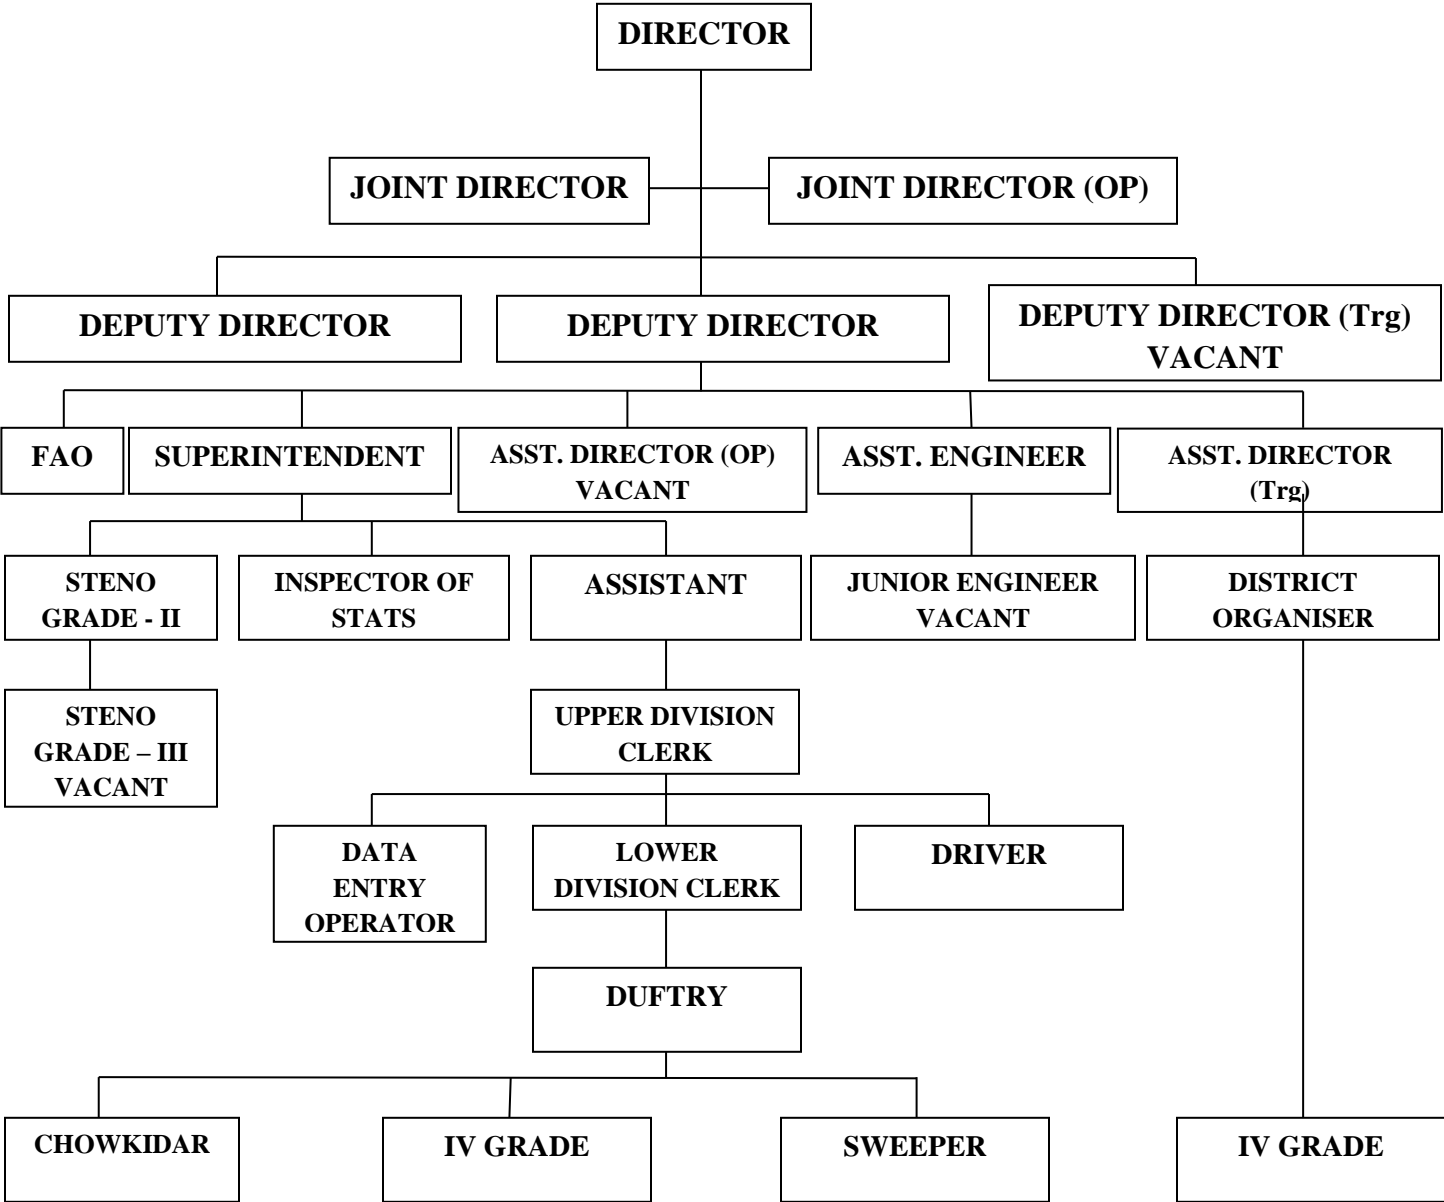 DIRECTOR
JOINT DIRECTOR
JOINT DIRECTOR (OP)
DEPUTY DIRECTOR
DEPUTY DIRECTOR
DEPUTY DIRECTOR (Trg)
VACANT
FAO
SUPERINTENDENT
ASST. DIRECTOR (OP)
VACANT
ASST. ENGINEER
ASST. DIRECTOR
(Trg)
STENO
GRADE - II
INSPECTOR OF
STATS
ASSISTANT
JUNIOR ENGINEER
VACANT
DISTRICT
ORGANISER
STENO
GRADE – III
VACANT
UPPER DIVISION
CLERK
DATA
ENTRY
OPERATOR
LOWER
DIVISION CLERK
DRIVER
DUFTRY
CHOWKIDAR
IV GRADE
SWEEPER
IV GRADE